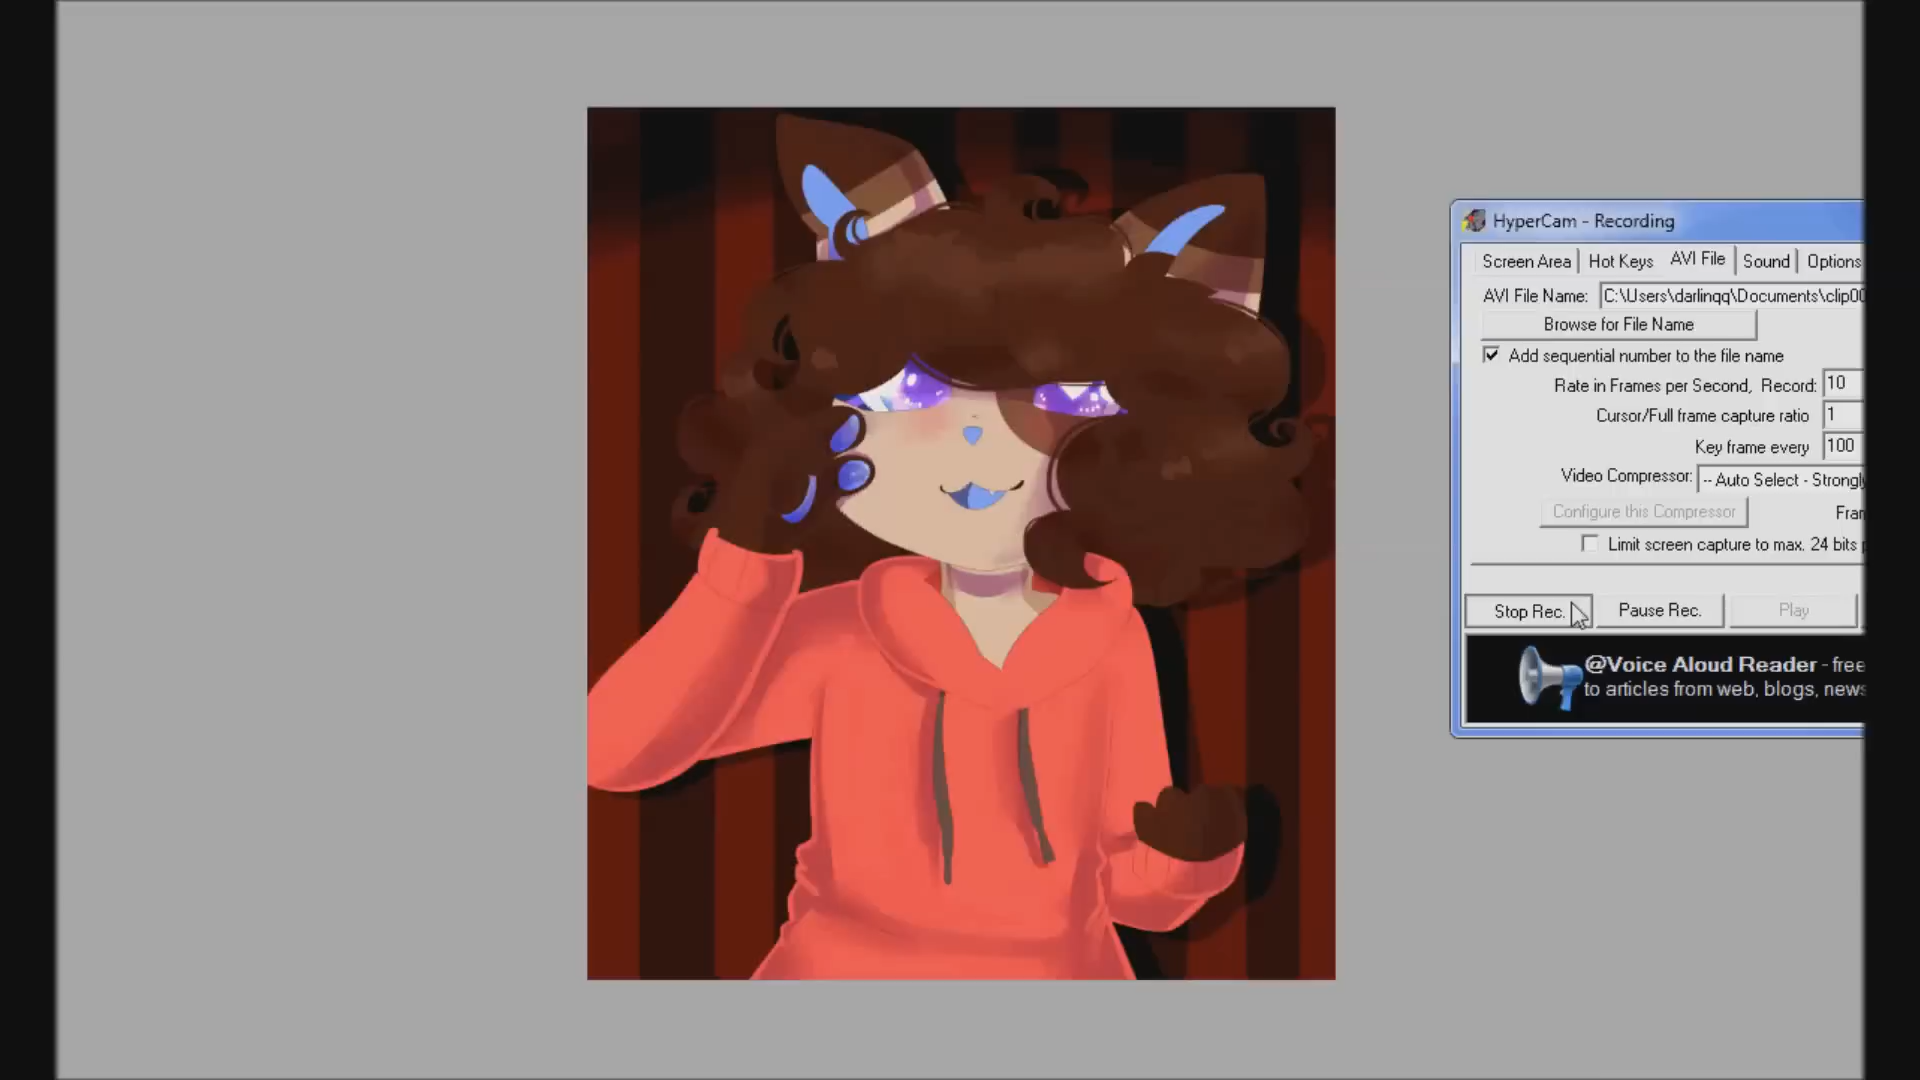 HyperCam - Recording
Screen Area Hot Keys AVI File Sound Options
AVI File Name: C:\Users\darlinqq\Documents\clip00
Browse for File Name
Add sequential number to the file name
Rate in Frames per Second, Record: 10
Cursor/Full frame capture ratio 1
Key frame every 100
Video Compressor: -- Auto Select - Strongly
Configure this Compressor
Limit screen capture to max. 24 bits
Stop Rec. Pause Rec. Play
@Voice Aloud Reader - free
to articles from web, blogs, news